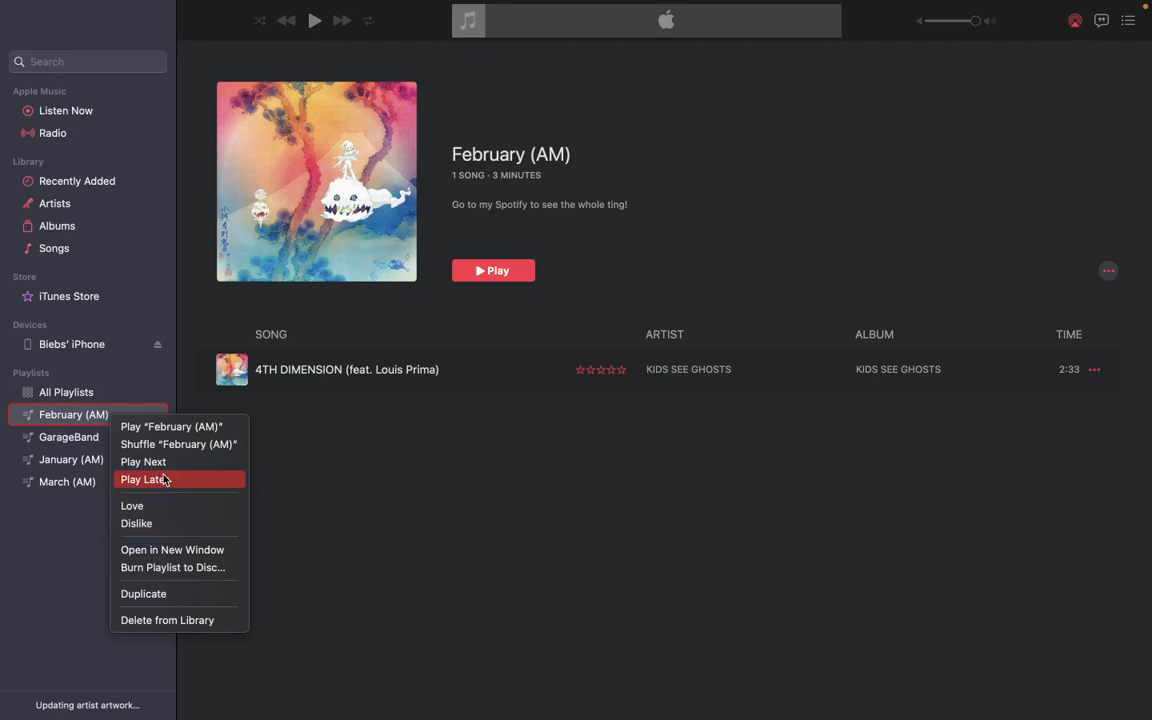 Search
Apple Music
Listen Now
Radio
Library
Recently Added
Artists
Albums
Songs
Store
iTunes Store
Devices
Biebs' iPhone
Playlists
All Playlists
February (AM)
GarageBand
January (AM)
March (AM)
Updating artist artwork...
Play "February (AM)"
Shuffle "February (AM)"
Play Next
Play Late
Love
Dislike
Open in New Window
Burn Playlist to Disc...
Duplicate
Delete from Library
February (AM)
1 SONG · 3 MINUTES
Go to my Spotify to see the whole ting!
Play
SONG ARTIST ALBUM TIME
4TH DIMENSION (feat. Louis Prima) KIDS SEE GHOSTS KIDS SEE GHOSTS 2:33